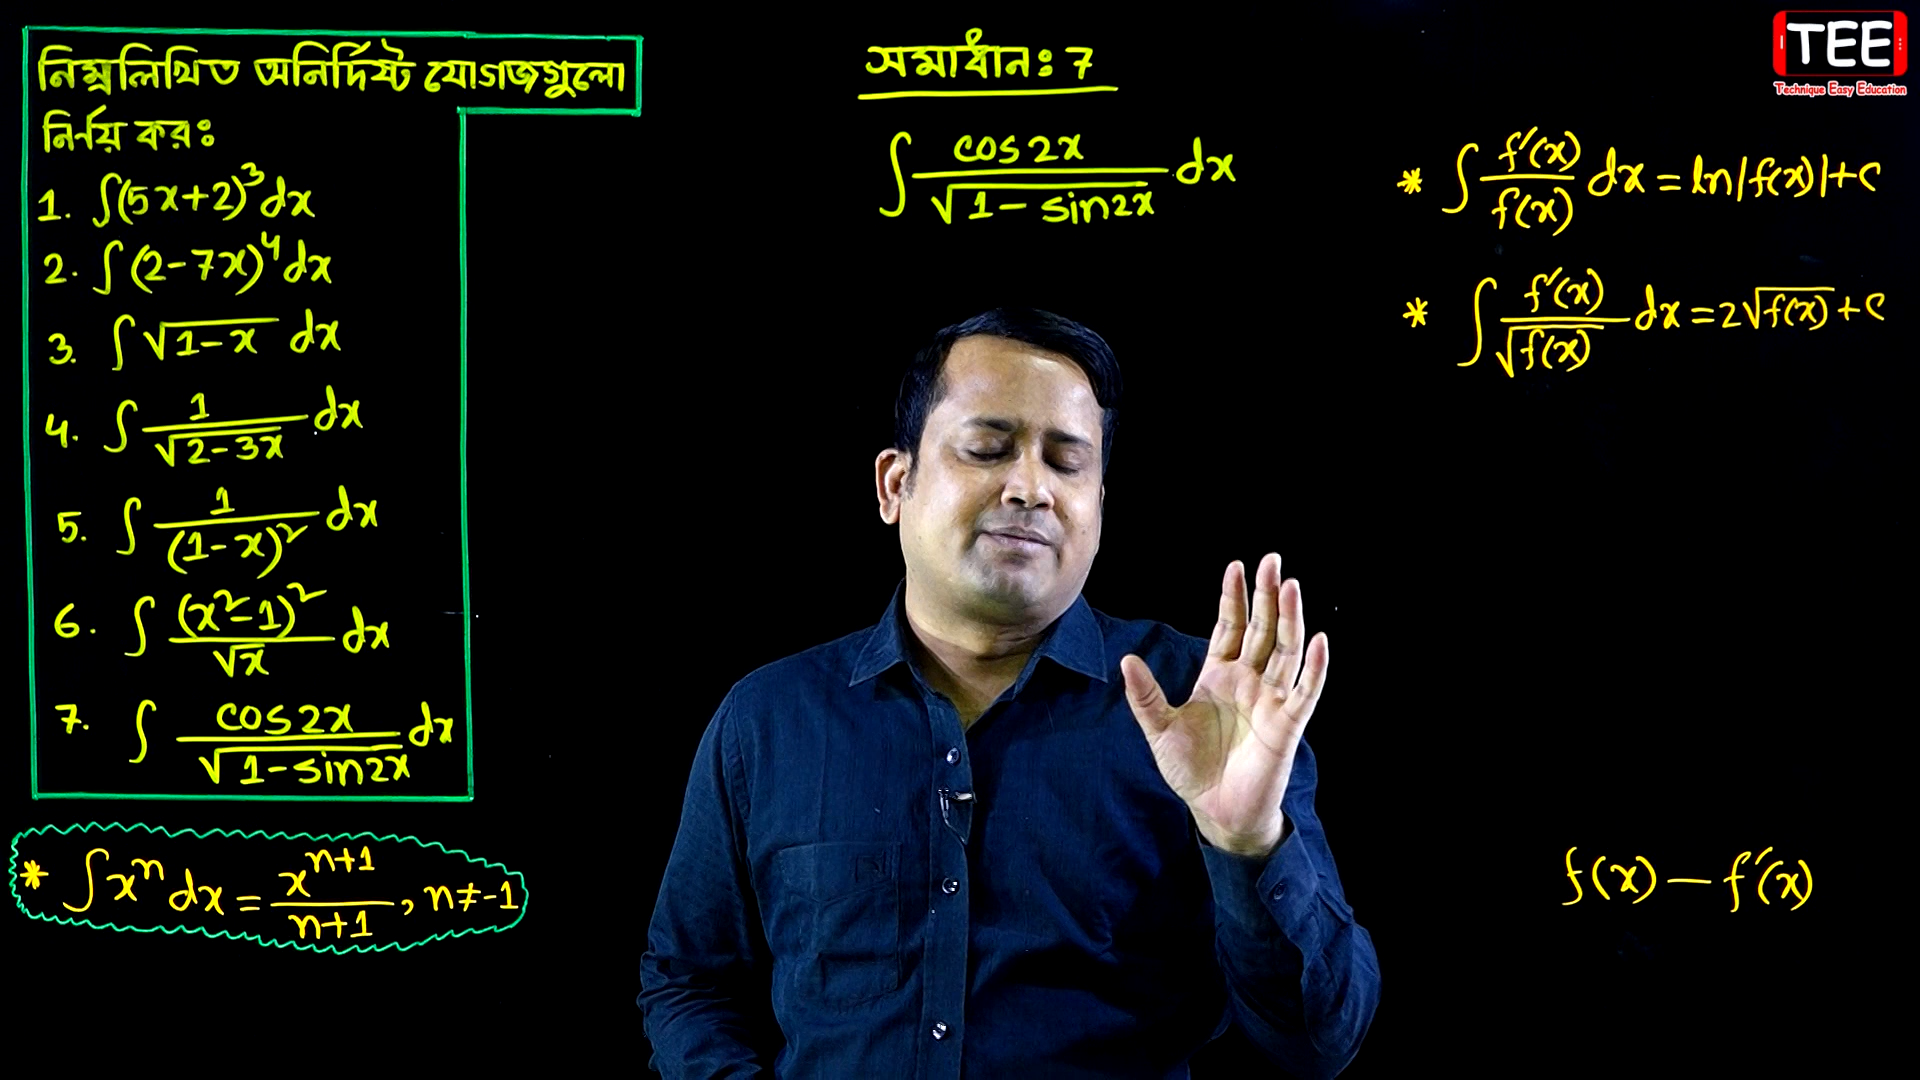 নিম্নলিখিত অনির্দিষ্ট যোগজগুলো
নির্ণয় করঃ
1. ∫(5x+2)³dx
2. ∫(2-7x)⁴dx
3. ∫√(1-x) dx
4. ∫ 1/√(2-3x) dx
5. ∫ 1/(1-x)² dx
6. ∫ (x²-1)²/√x dx
7. ∫ cos2x/√(1-sin2x) dx
* ∫xⁿdx = xⁿ⁺¹/(n+1), n≠-1
সমাধানঃ 7
∫ cos2x/√(1-sin2x) dx
TEE
Technique Easy Education
* ∫ f′(x)/f(x) dx = ln|f(x)|+c
* ∫ f′(x)/√f(x) dx = 2√f(x)+c
f(x) — f′(x)